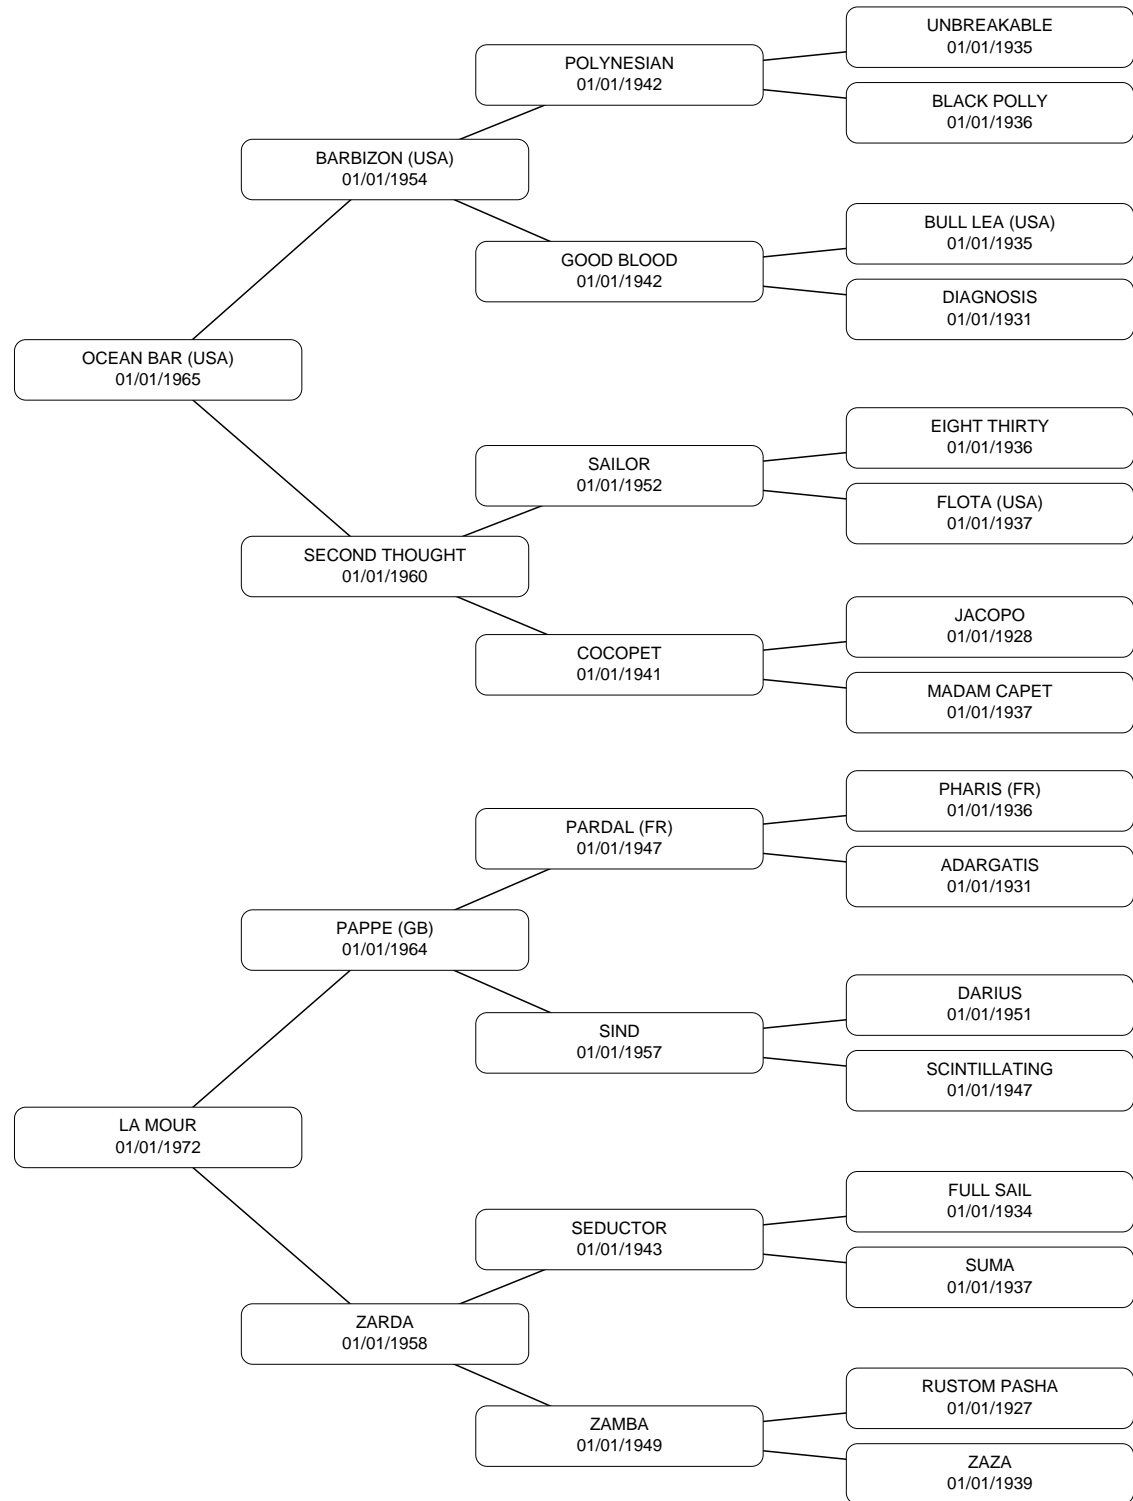 UNBREAKABLE
01/01/1935
POLYNESIAN
01/01/1942
BLACK POLLY
01/01/1936
BARBIZON (USA)
01/01/1954
BULL LEA (USA)
01/01/1935
GOOD BLOOD
01/01/1942
DIAGNOSIS
01/01/1931
OCEAN BAR (USA)
01/01/1965
EIGHT THIRTY
01/01/1936
SAILOR
01/01/1952
FLOTA (USA)
01/01/1937
SECOND THOUGHT
01/01/1960
JACOPO
01/01/1928
COCOPET
01/01/1941
MADAM CAPET
01/01/1937
PHARIS (FR)
01/01/1936
PARDAL (FR)
01/01/1947
ADARGATIS
01/01/1931
PAPPE (GB)
01/01/1964
DARIUS
01/01/1951
SIND
01/01/1957
SCINTILLATING
01/01/1947
LA MOUR
01/01/1972
FULL SAIL
01/01/1934
SEDUCTOR
01/01/1943
SUMA
01/01/1937
ZARDA
01/01/1958
RUSTOM PASHA
01/01/1927
ZAMBA
01/01/1949
ZAZA
01/01/1939